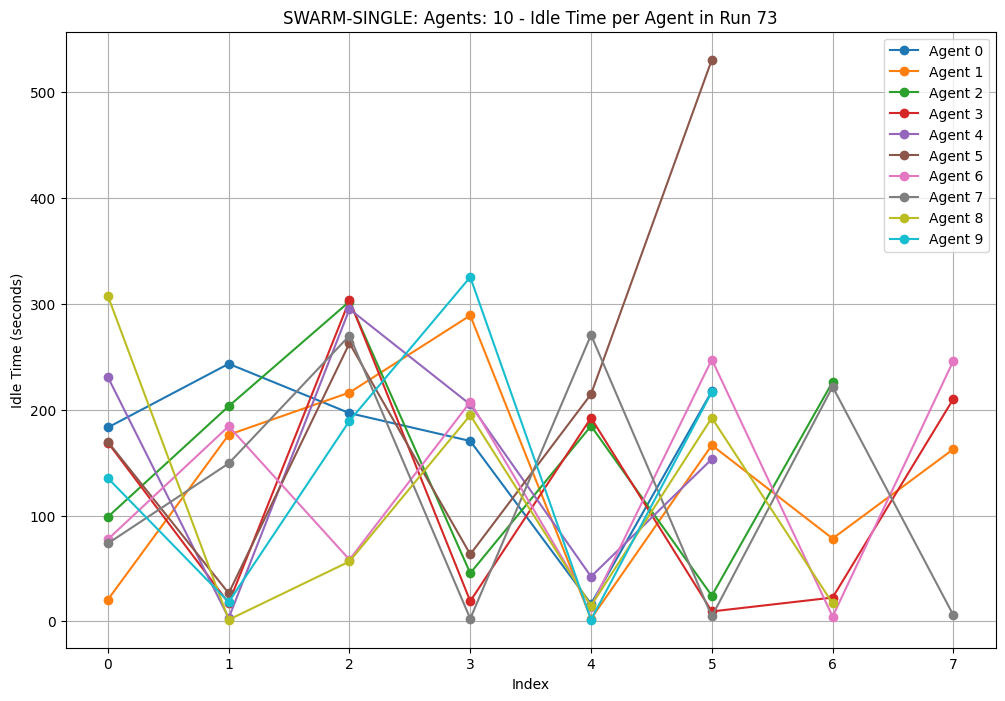 SWARM-SINGLE: Agents: 10 - Idle Time per Agent in Run 73
Idle Time (seconds)
500
400
300
200
100
0
0 1 2 3 4 5 6 7
Index
Agent 0
Agent 1
Agent 2
Agent 3
Agent 4
Agent 5
Agent 6
Agent 7
Agent 8
Agent 9